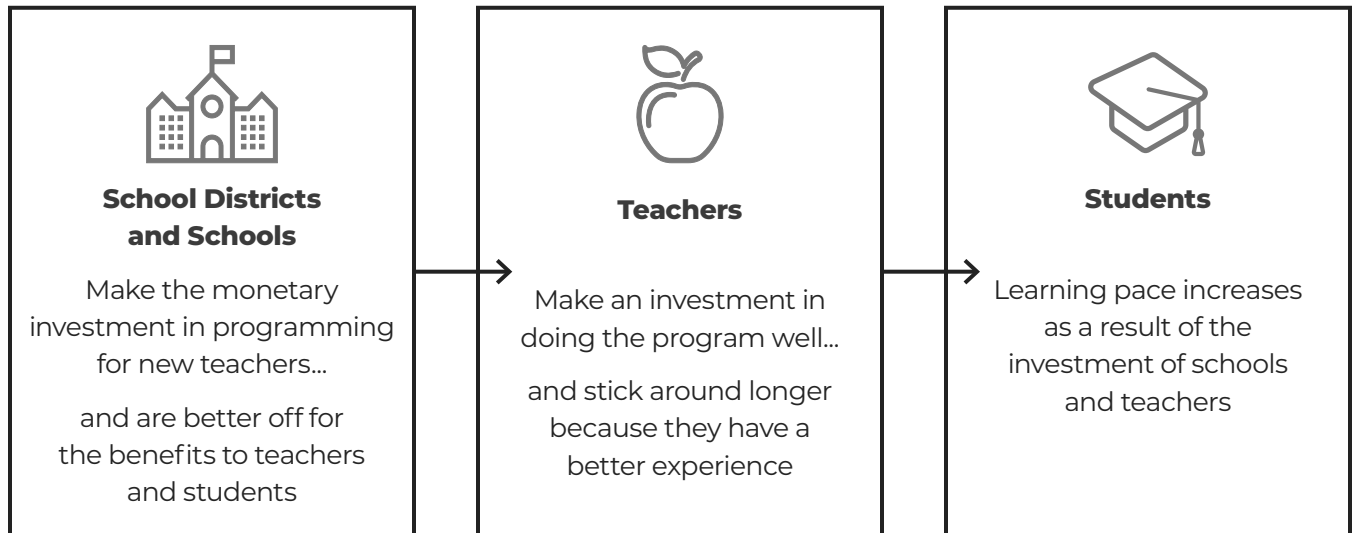 School Districts
and Schools
Make the monetary
investment in programming
for new teachers...
and are better off for
the benefits to teachers
and students
Teachers
Make an investment in
doing the program well...
and stick around longer
because they have a
better experience
Students
Learning pace increases
as a result of the
investment of schools
and teachers